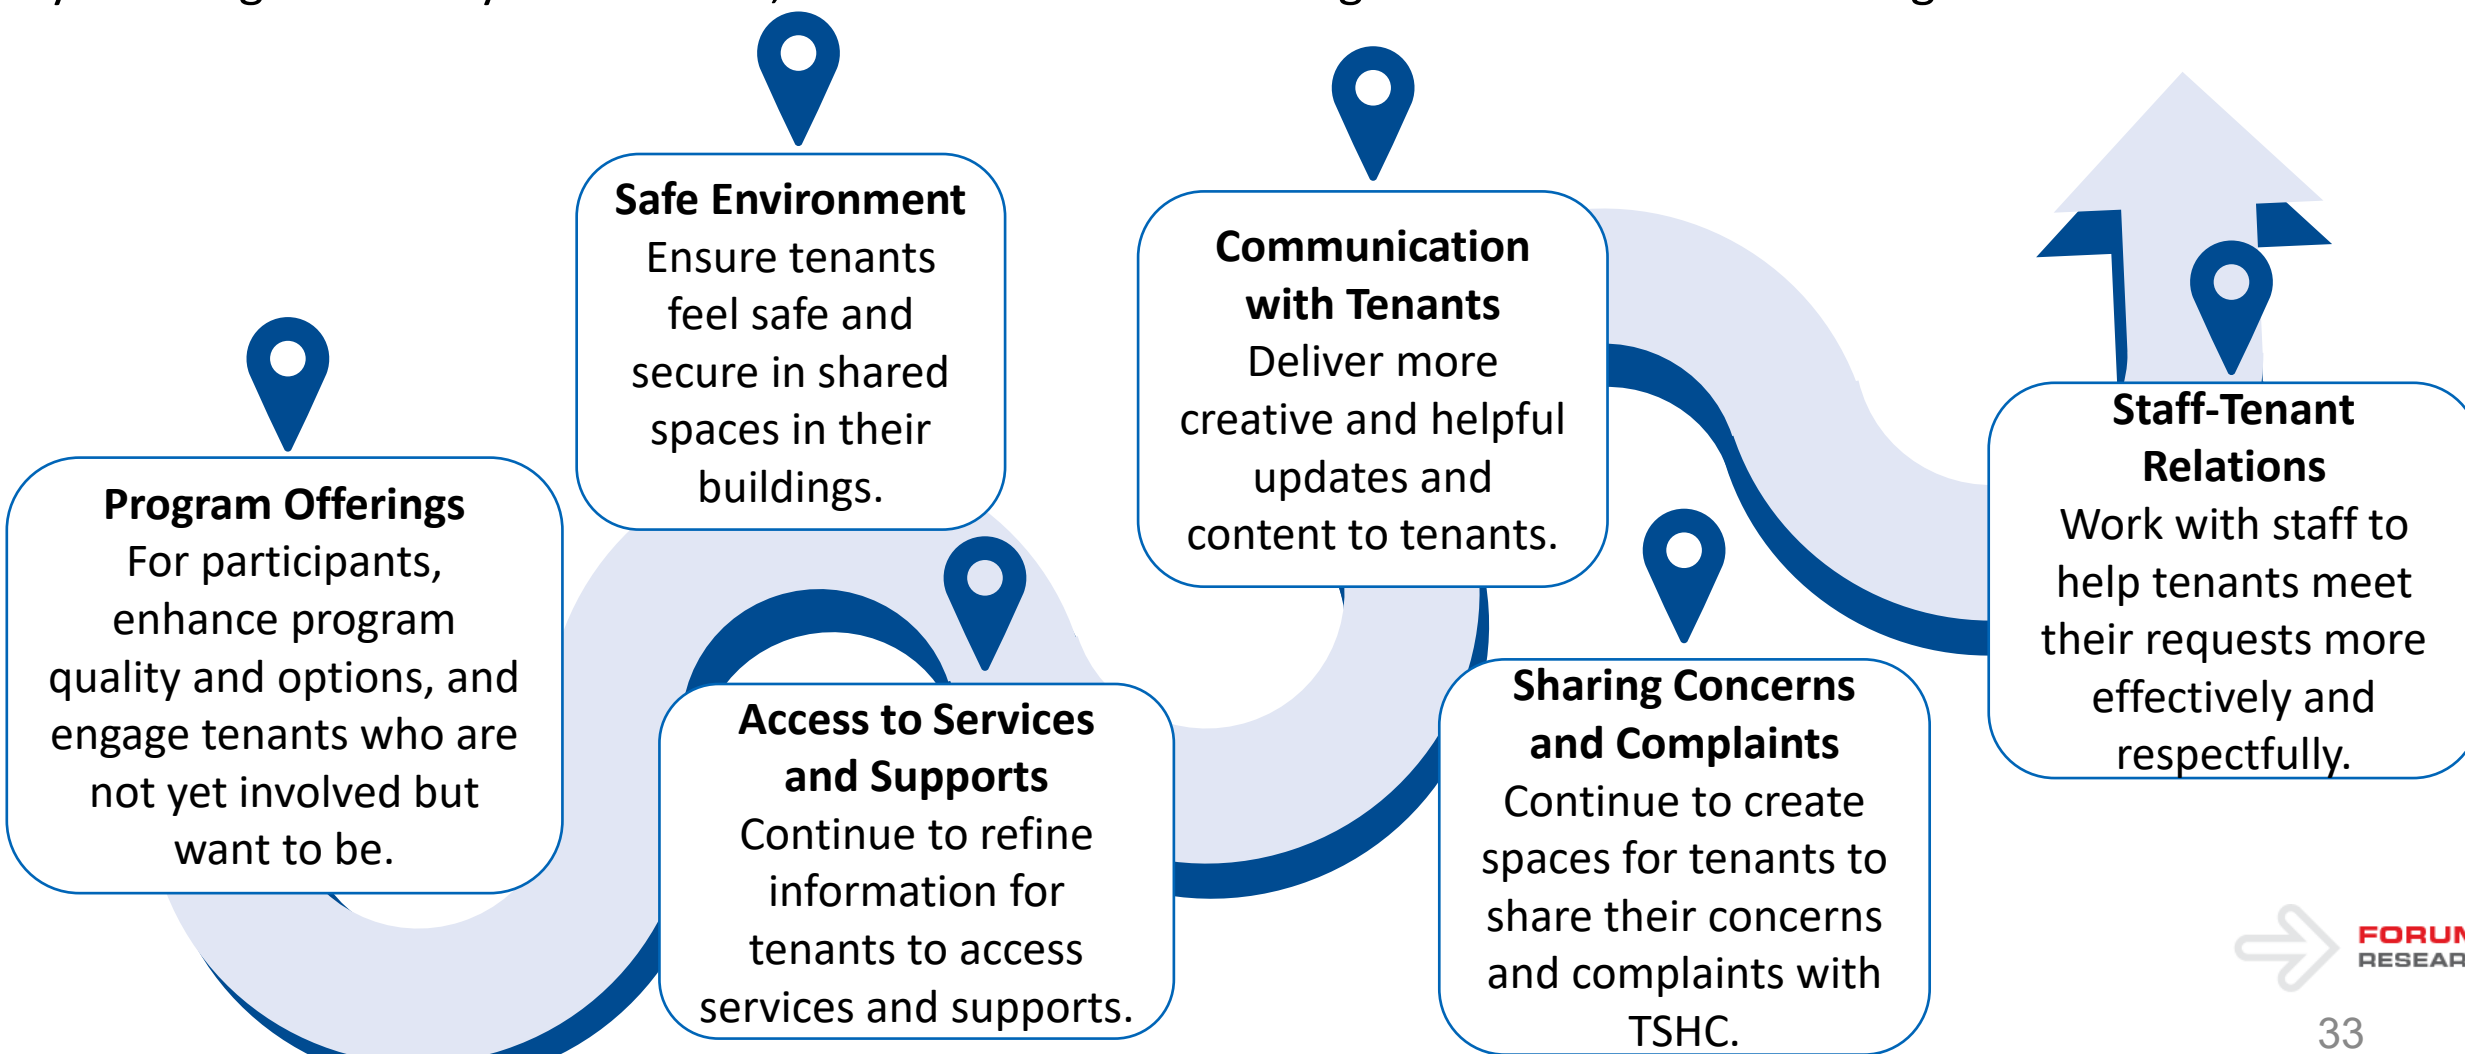 Safe Environment
Ensure tenants
feel safe and
secure in shared
spaces in their
buildings.
Communication
with Tenants
Deliver more
creative and helpful
updates and
content to tenants.
Staff-Tenant
Relations
Work with staff to
help tenants meet
their requests more
effectively and
respectfully.
Program Offerings
For participants,
enhance program
quality and options, and
engage tenants who are
not yet involved but
want to be.
Access to Services
and Supports
Continue to refine
information for
tenants to access
services and supports.
Sharing Concerns
and Complaints
Continue to create
spaces for tenants to
share their concerns
and complaints with
TSHC.
33